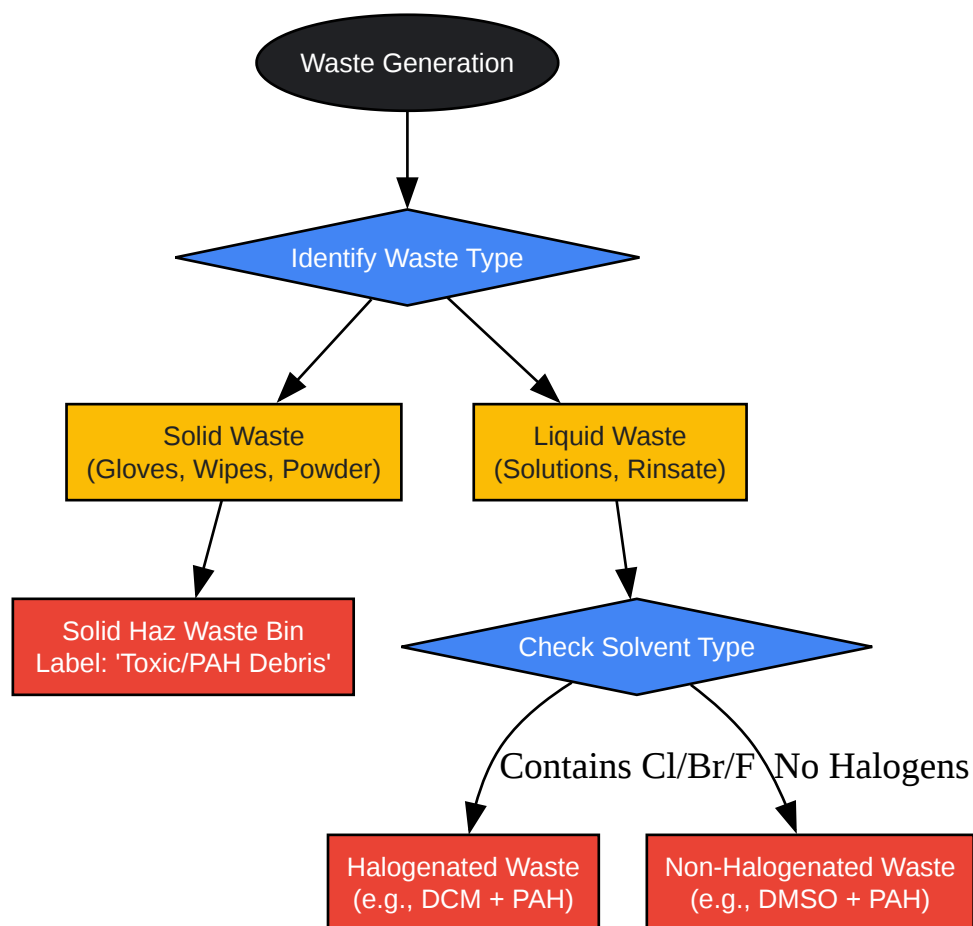 Waste Generation
Identify Waste Type
Solid Waste
(Gloves, Wipes, Powder)
Liquid Waste
(Solutions, Rinsate)
Solid Haz Waste Bin
Label: 'Toxic/PAH Debris'
Check Solvent Type
Contains Cl/Br/F
No Halogens
Halogenated Waste
(e.g., DCM + PAH)
Non-Halogenated Waste
(e.g., DMSO + PAH)